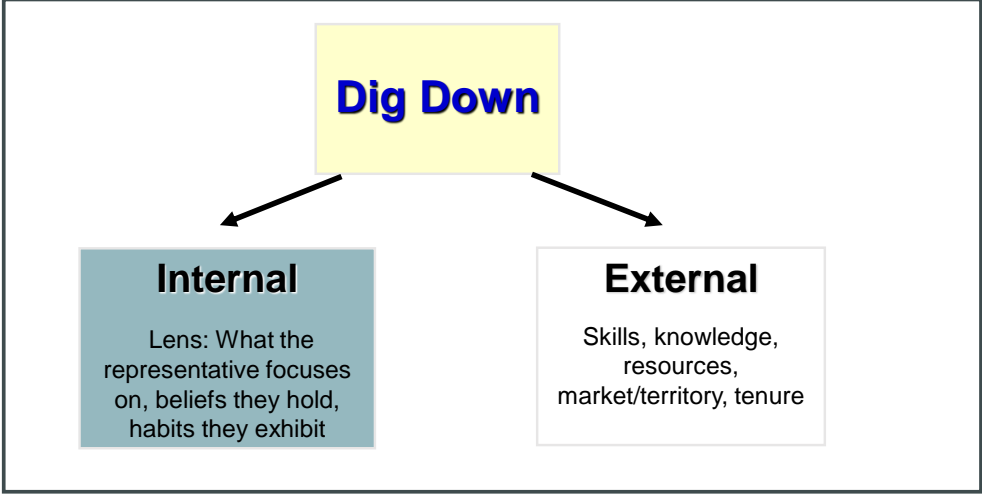 Dig Down
Internal
Lens: What the
representative focuses
on, beliefs they hold,
habits they exhibit
External
Skills, knowledge,
resources,
market/territory, tenure